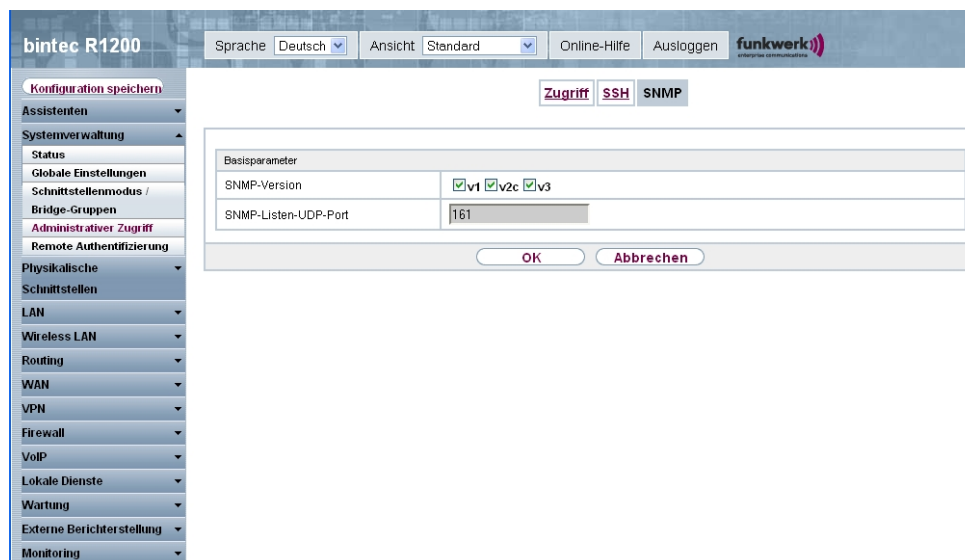 bintec R1200
Sprache Deutsch Ansicht Standard Online-Hilfe Ausloggen funkwerk
enterprise communications
Konfiguration speichern
Assistenten
Systemverwaltung
Status
Globale Einstellungen
Schnittstellenmodus /
Bridge-Gruppen
Administrativer Zugriff
Remote Authentifizierung
Physikalische
Schnittstellen
LAN
Wireless LAN
Routing
WAN
VPN
Firewall
VoIP
Lokale Dienste
Wartung
Externe Berichterstellung
Monitoring
Zugriff SSH SNMP
Basisparameter
SNMP-Version v1 v2c v3
SNMP-Listen-UDP-Port 161
OK Abbrechen